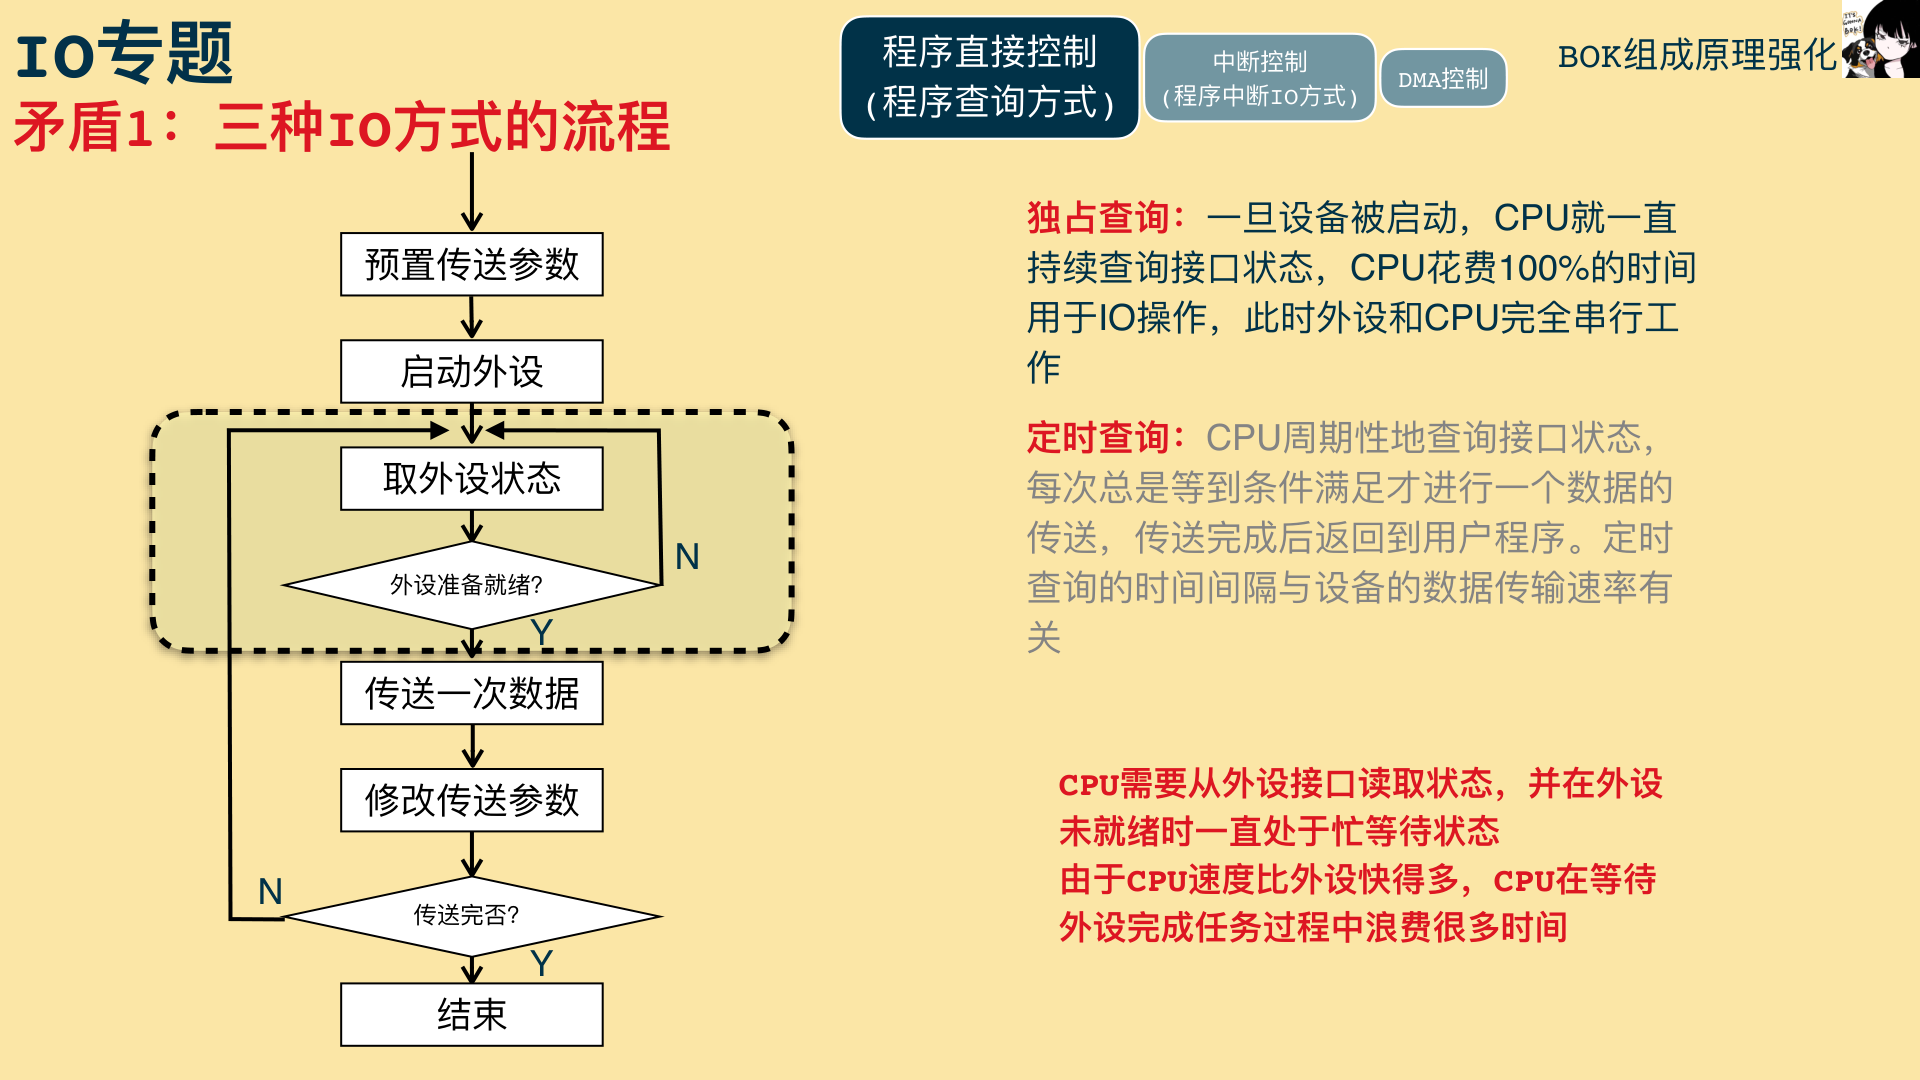 IO专题
矛盾1：三种IO方式的流程
程序直接控制
(程序查询方式)
中断控制
(程序中断IO方式)
DMA控制
BOK组成原理强化
预置传送参数
启动外设
取外设状态
外设准备就绪?
N
Y
传送一次数据
修改传送参数
N
传送完否?
Y
结束
独占查询：一旦设备被启动，CPU就一直
持续查询接口状态，CPU花费100%的时间
用于IO操作，此时外设和CPU完全串行工
作
定时查询：CPU周期性地查询接口状态，
每次总是等到条件满足才进行一个数据的
传送，传送完成后返回到用户程序。定时
查询的时间间隔与设备的数据传输速率有
关
CPU需要从外设接口读取状态，并在外设
未就绪时一直处于忙等待状态
由于CPU速度比外设快得多，CPU在等待
外设完成任务过程中浪费很多时间